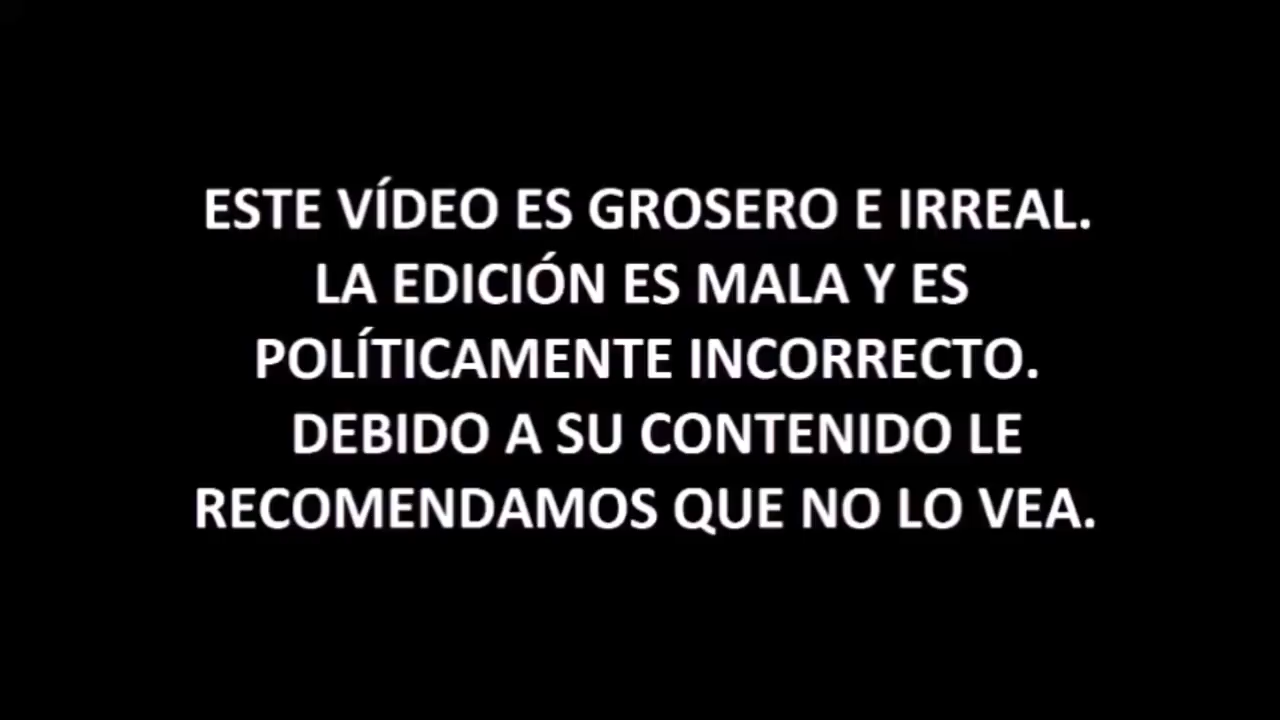 ESTE VÍDEO ES GROSERO E IRREAL.
LA EDICIÓN ES MALA Y ES
POLÍTICAMENTE INCORRECTO.
DEBIDO A SU CONTENIDO LE
RECOMENDAMOS QUE NO LO VEA.